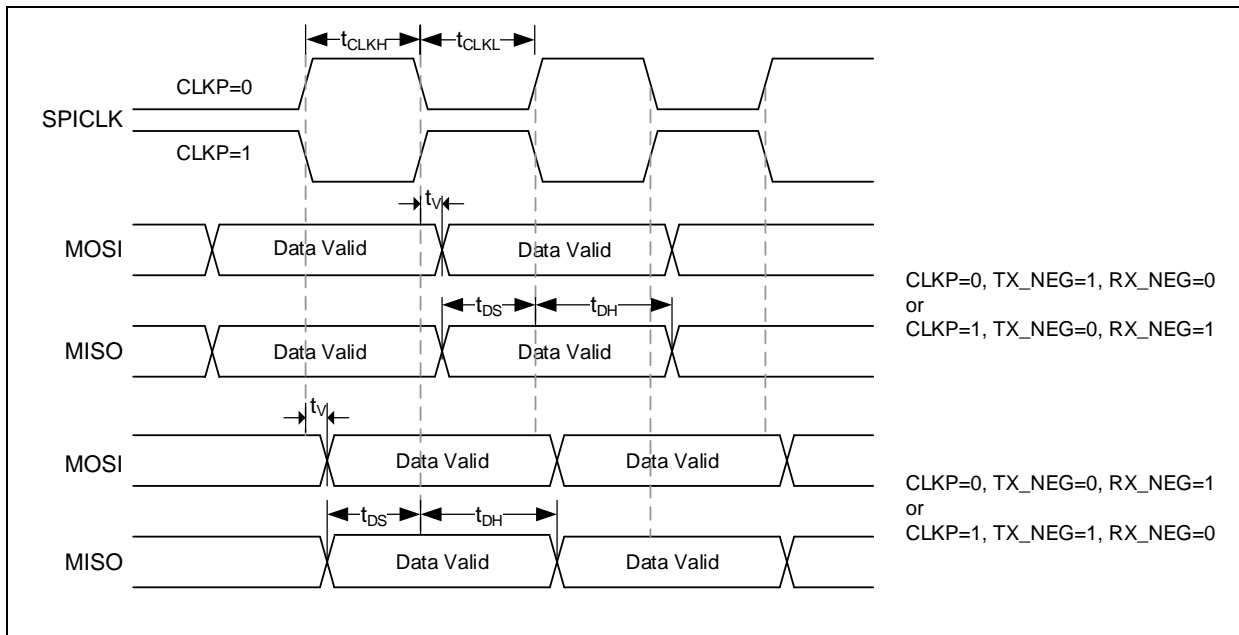 tCLKH tCLKL
CLKP=0
SPICLK
CLKP=1
tV
MOSI Data Valid Data Valid
tDS tDH
MISO Data Valid Data Valid
CLKP=0, TX_NEG=1, RX_NEG=0
or
CLKP=1, TX_NEG=0, RX_NEG=1
tV
MOSI Data Valid Data Valid
tDS tDH
MISO Data Valid Data Valid
CLKP=0, TX_NEG=0, RX_NEG=1
or
CLKP=1, TX_NEG=1, RX_NEG=0